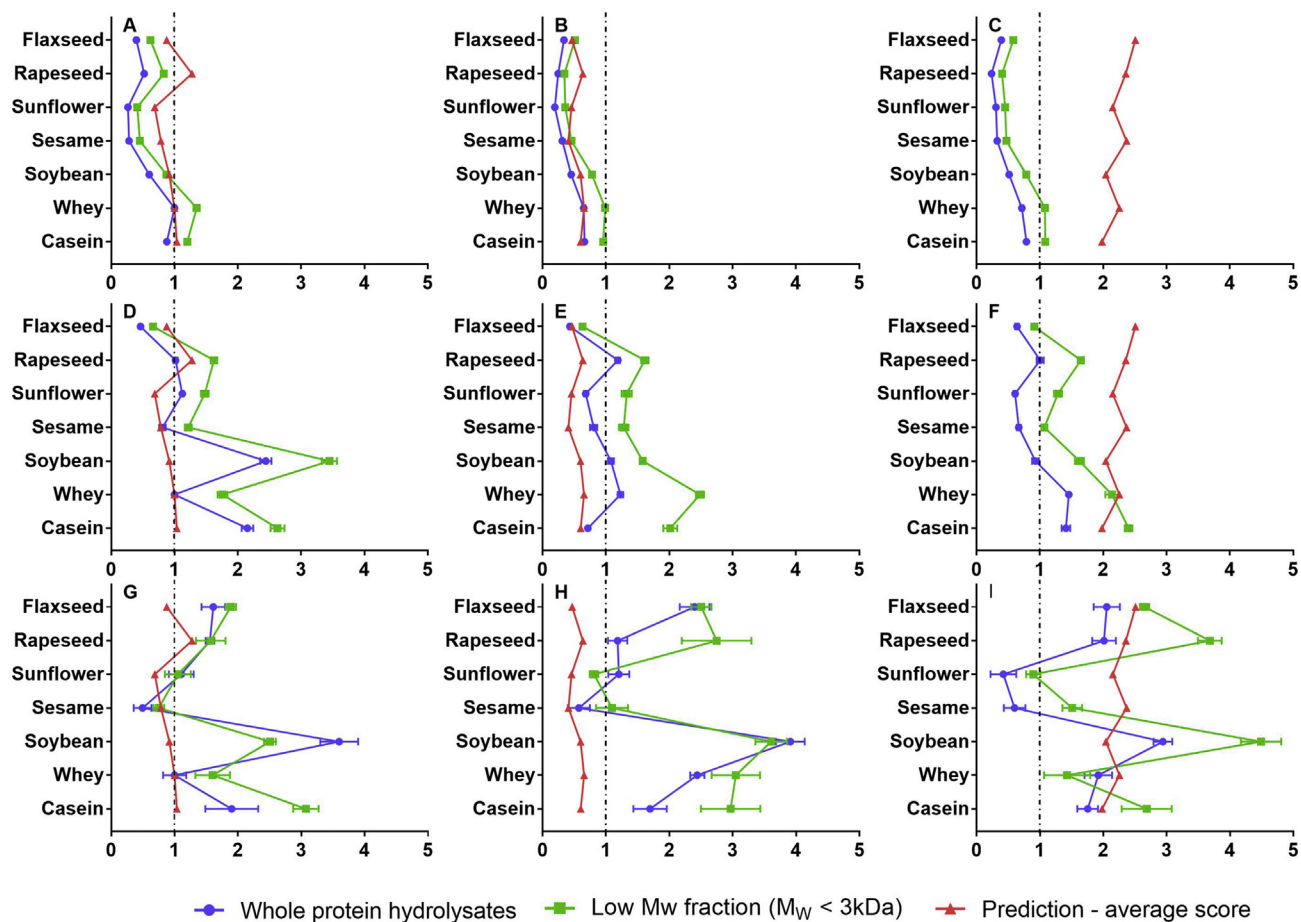 A B C
Flaxseed Flaxseed Flaxseed
Rapeseed Rapeseed Rapeseed
Sunflower Sunflower Sunflower
Sesame Sesame Sesame
Soybean Soybean Soybean
Whey Whey Whey
Casein Casein Casein
0 1 2 3 4 5 0 1 2 3 4 5 0 1 2 3 4 5
D E F
Flaxseed Flaxseed Flaxseed
Rapeseed Rapeseed Rapeseed
Sunflower Sunflower Sunflower
Sesame Sesame Sesame
Soybean Soybean Soybean
Whey Whey Whey
Casein Casein Casein
0 1 2 3 4 5 0 1 2 3 4 5 0 1 2 3 4 5
G H I
Flaxseed Flaxseed Flaxseed
Rapeseed Rapeseed Rapeseed
Sunflower Sunflower Sunflower
Sesame Sesame Sesame
Soybean Soybean Soybean
Whey Whey Whey
Casein Casein Casein
0 1 2 3 4 5 0 1 2 3 4 5 0 1 2 3 4 5
Whole protein hydrolysates Low Mw fraction (M_W < 3kDa) Prediction - average score